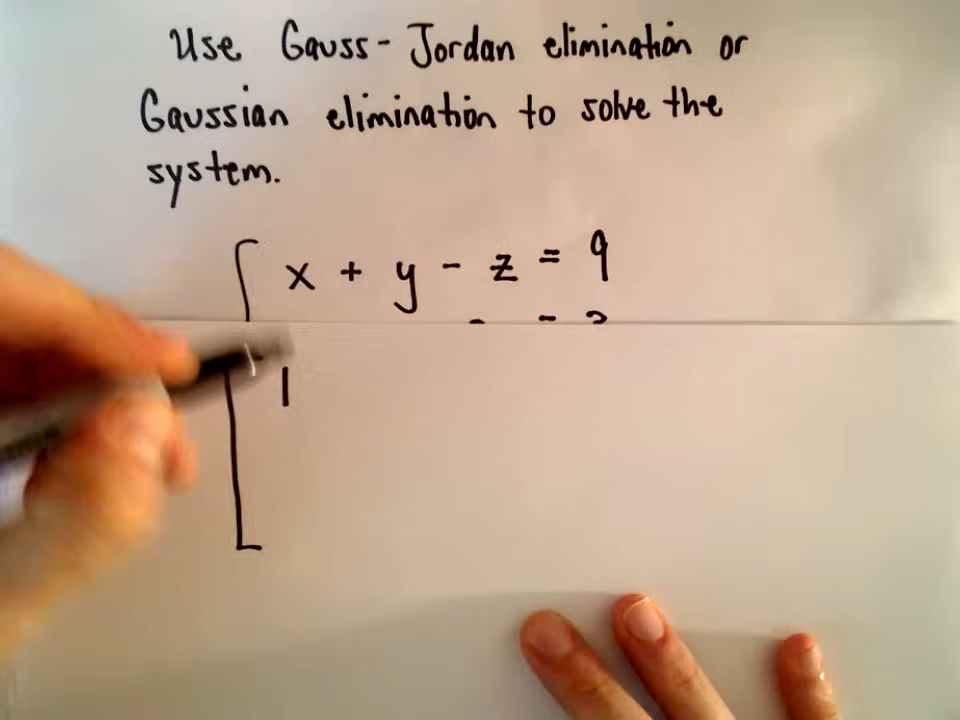 Use Gauss-Jordan elimination or
Gaussian elimination to solve the
system.
x + y - z = 9
1